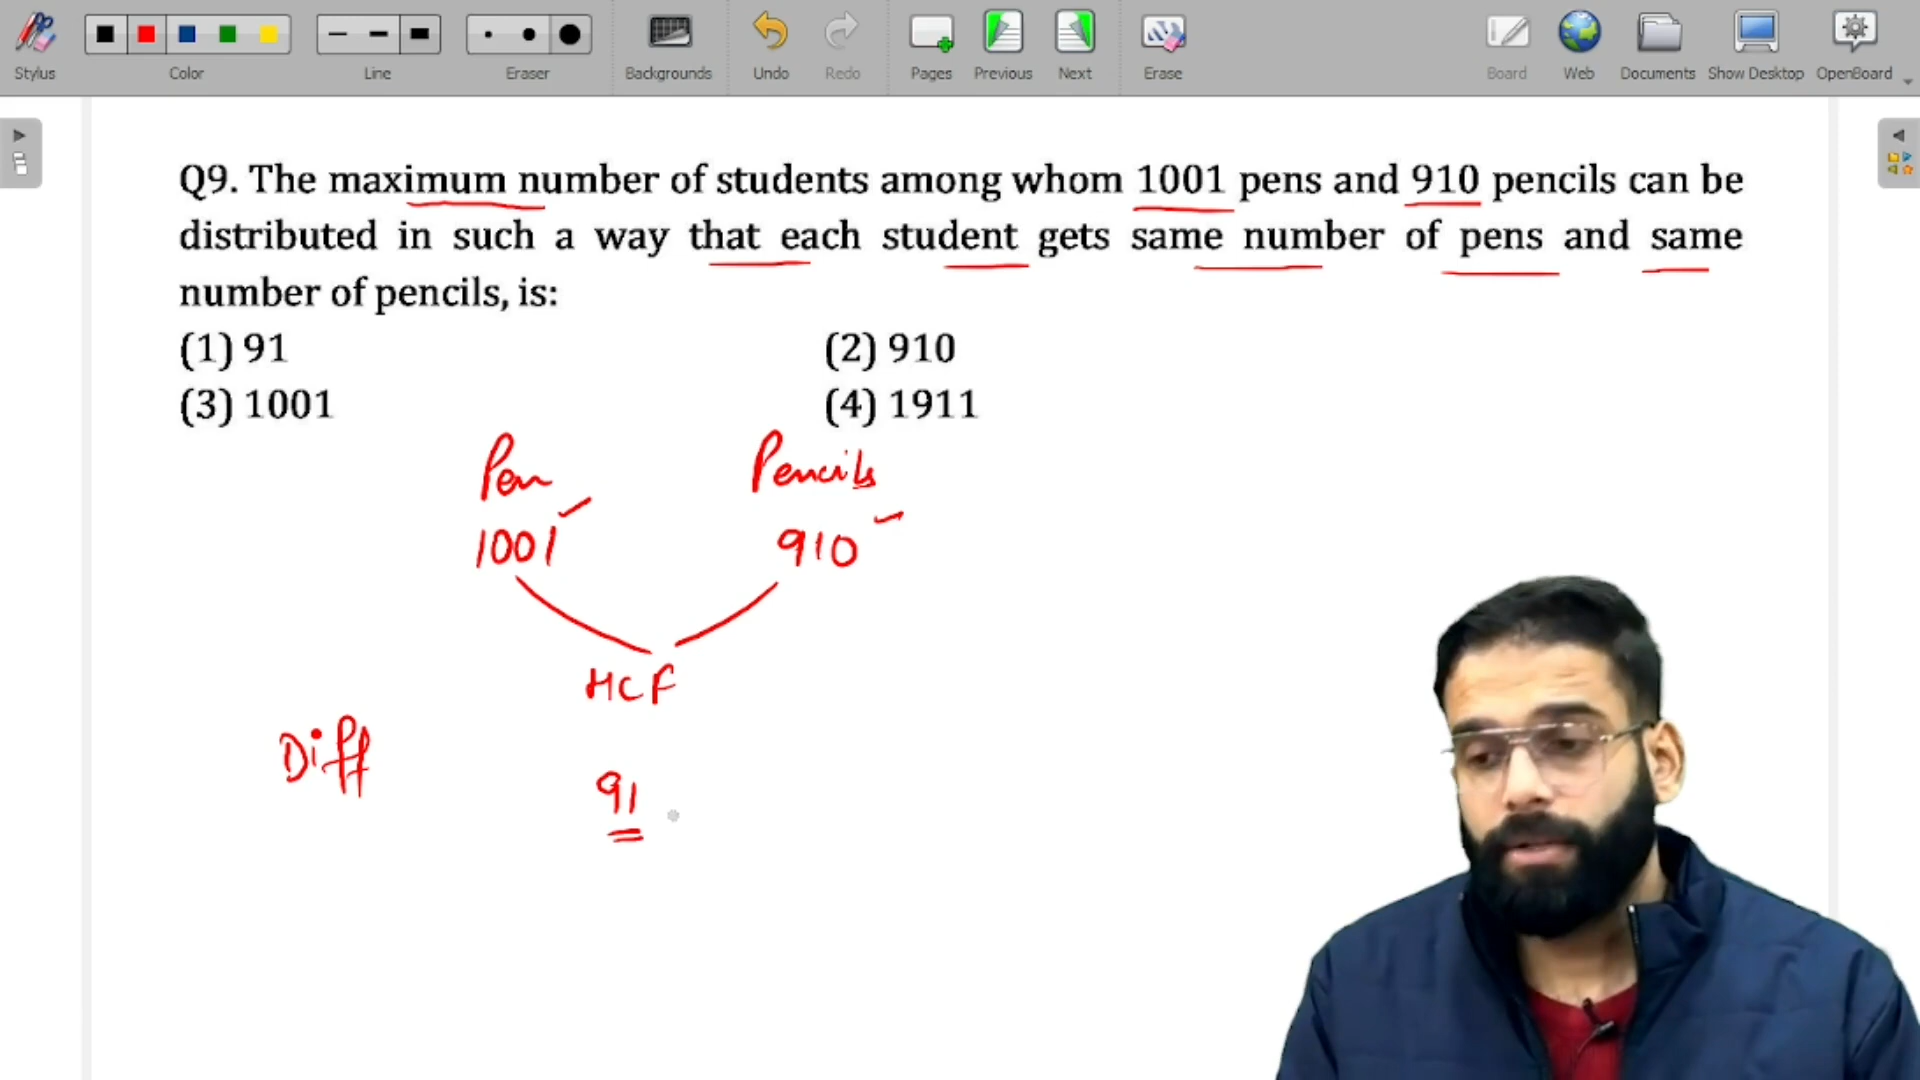 Stylus Color Line Eraser Backgrounds Undo Redo Pages Previous Next Erase Board Web Documents Show Desktop OpenBoard
Q9. The maximum number of students among whom 1001 pens and 910 pencils can be
distributed in such a way that each student gets same number of pens and same
number of pencils, is:
(1) 91 (2) 910
(3) 1001 (4) 1911
Pen Pencils
1001 910
HCF
Diff
91